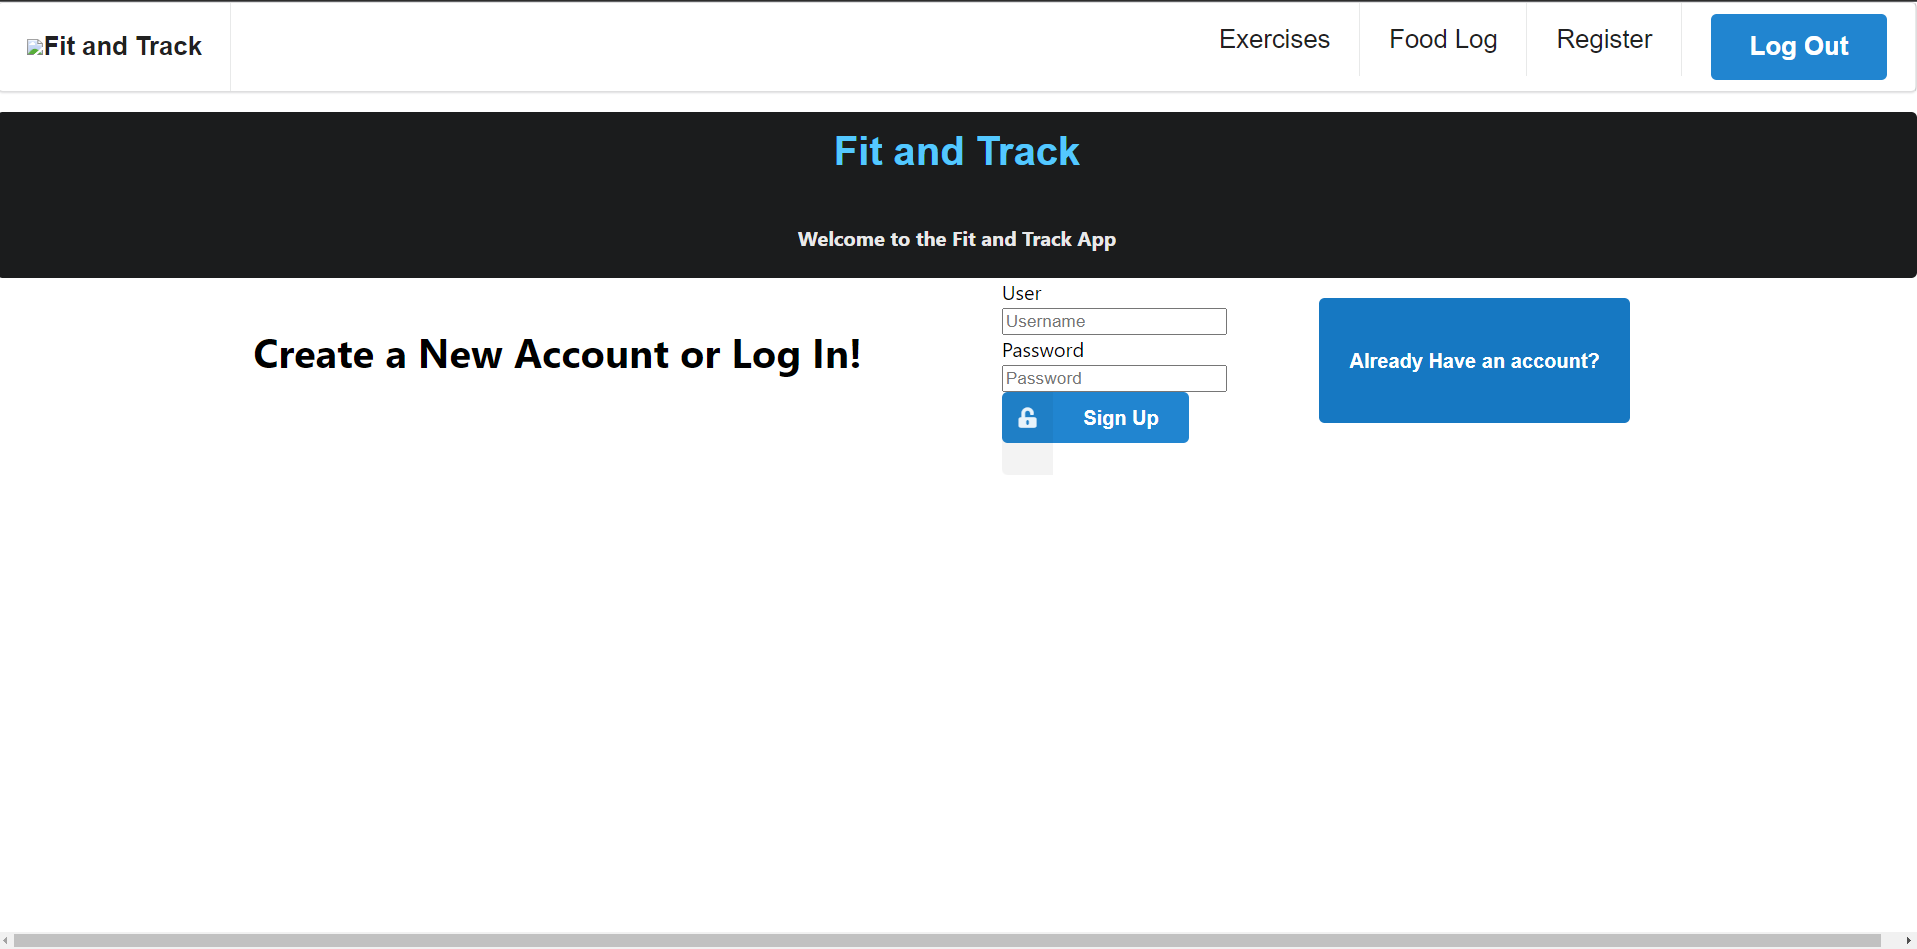 Fit and Track
Exercises
Food Log
Register
Log Out
Fit and Track
Welcome to the Fit and Track App
Create a New Account or Log In!
User
Username
Password
Password
Sign Up
Already Have an account?